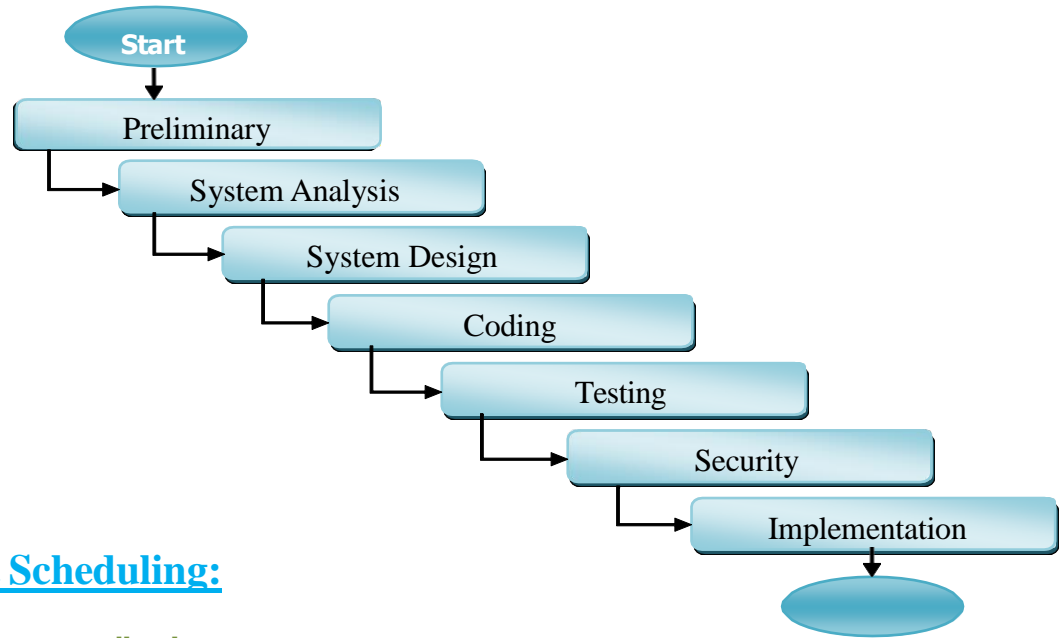 Start
Preliminary
System Analysis
System Design
Coding
Testing
Security
Implementation
Scheduling: